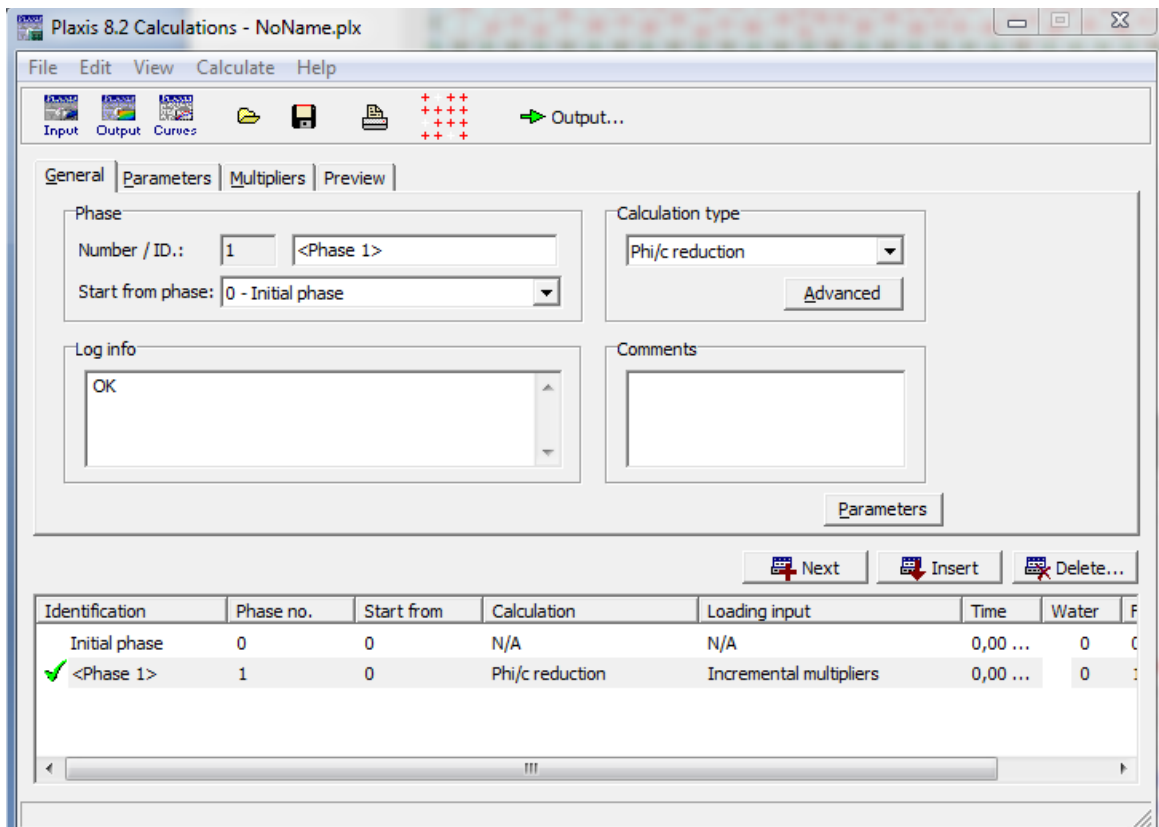 Plaxis 8.2 Calculations - NoName.plx
File Edit View Calculate Help
Input Output Curves Output...
General Parameters Multipliers Preview
Phase Calculation type
Number / ID.: 1 <Phase 1> Phi/c reduction
Start from phase: 0 - Initial phase Advanced
Log info Comments
OK
Parameters
Next Insert Delete...
Identification Phase no. Start from Calculation Loading input Time Water F
Initial phase 0 0 N/A N/A 0,00 ... 0
<Phase 1> 1 0 Phi/c reduction Incremental multipliers 0,00 ... 0